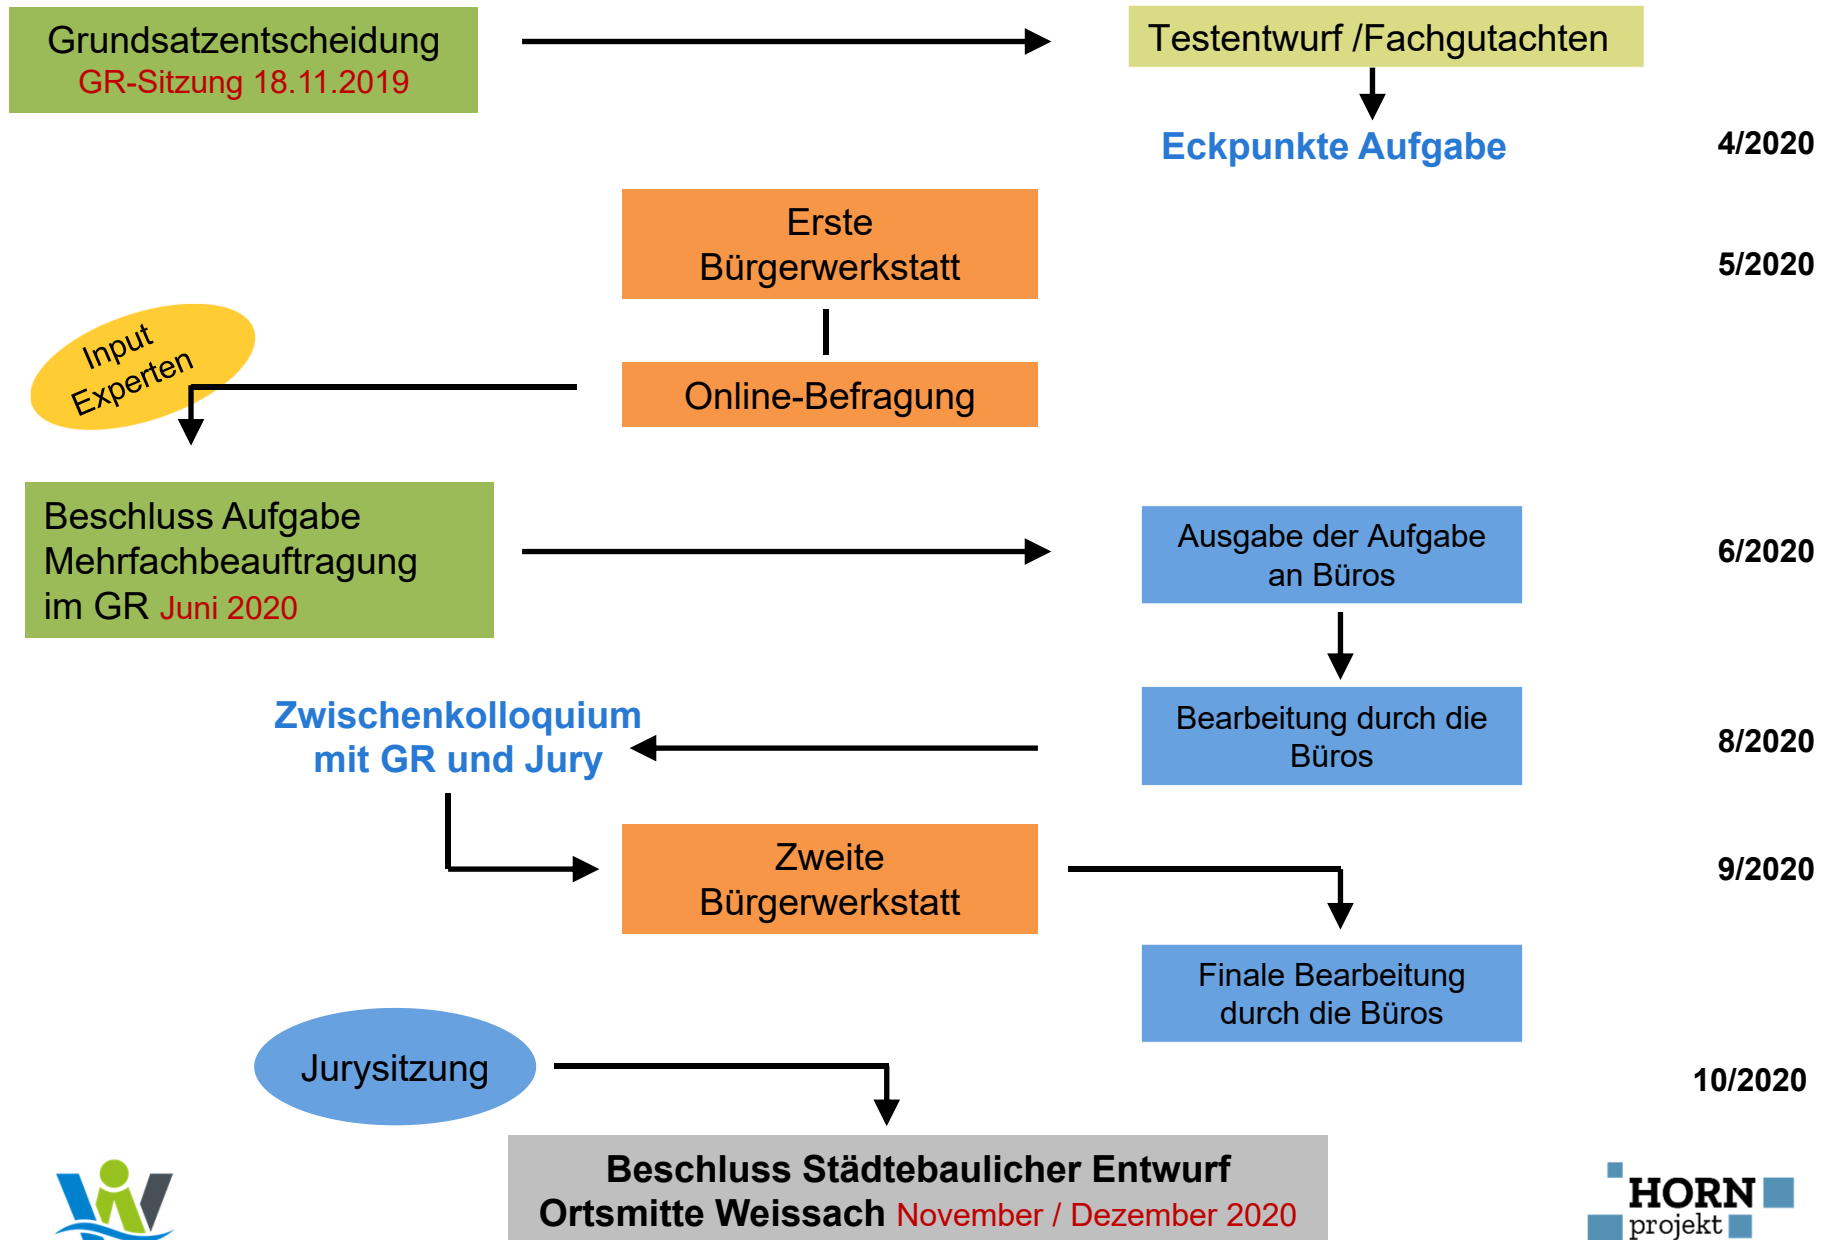 Grundsatzentscheidung
GR-Sitzung 18.11.2019
Testentwurf /Fachgutachten
Eckpunkte Aufgabe
4/2020
Erste
Bürgerwerkstatt
5/2020
Input
Experten
Online-Befragung
Beschluss Aufgabe
Mehrfachbeauftragung
im GR Juni 2020
Ausgabe der Aufgabe
an Büros
6/2020
Zwischenkolloquium
mit GR und Jury
Bearbeitung durch die
Büros
8/2020
Zweite
Bürgerwerkstatt
9/2020
Finale Bearbeitung
durch die Büros
Jurysitzung
10/2020
Beschluss Städtebaulicher Entwurf
Ortsmitte Weissach November / Dezember 2020
HORN
projekt